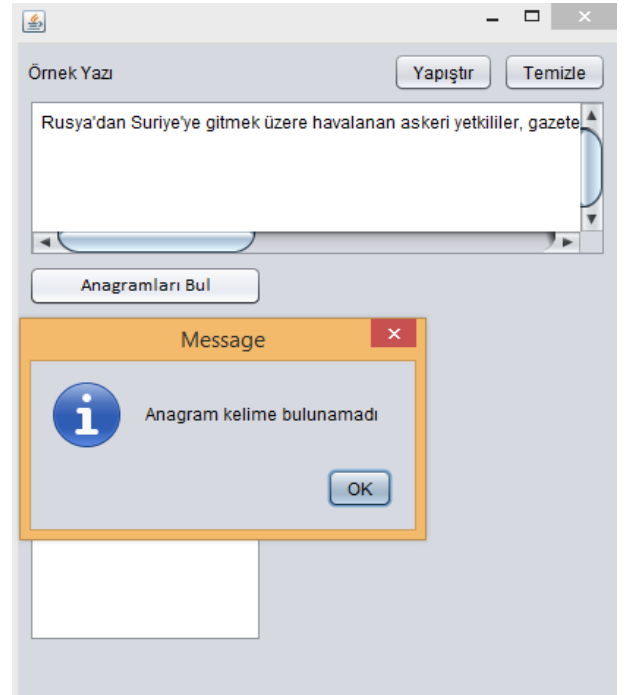 Örnek Yazı
Yapıştır
Temizle
Rusya'dan Suriye'ye gitmek üzere havalanan askeri yetkililer, gazete
Anagramları Bul
Message
Anagram kelime bulunamadı
OK